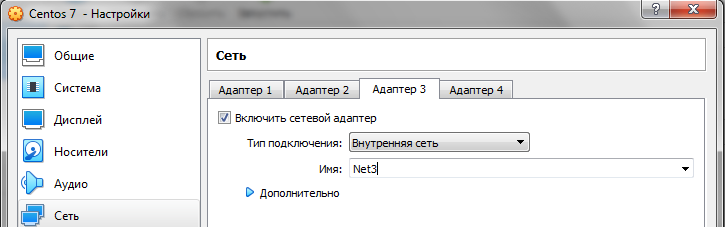 Centos 7 - Настройки
Общие
Система
Дисплей
Носители
Аудио
Сеть
Сеть
Адаптер 1 Адаптер 2 Адаптер 3 Адаптер 4
Включить сетевой адаптер
Тип подключения: Внутренняя сеть
Имя: Net3
Дополнительно